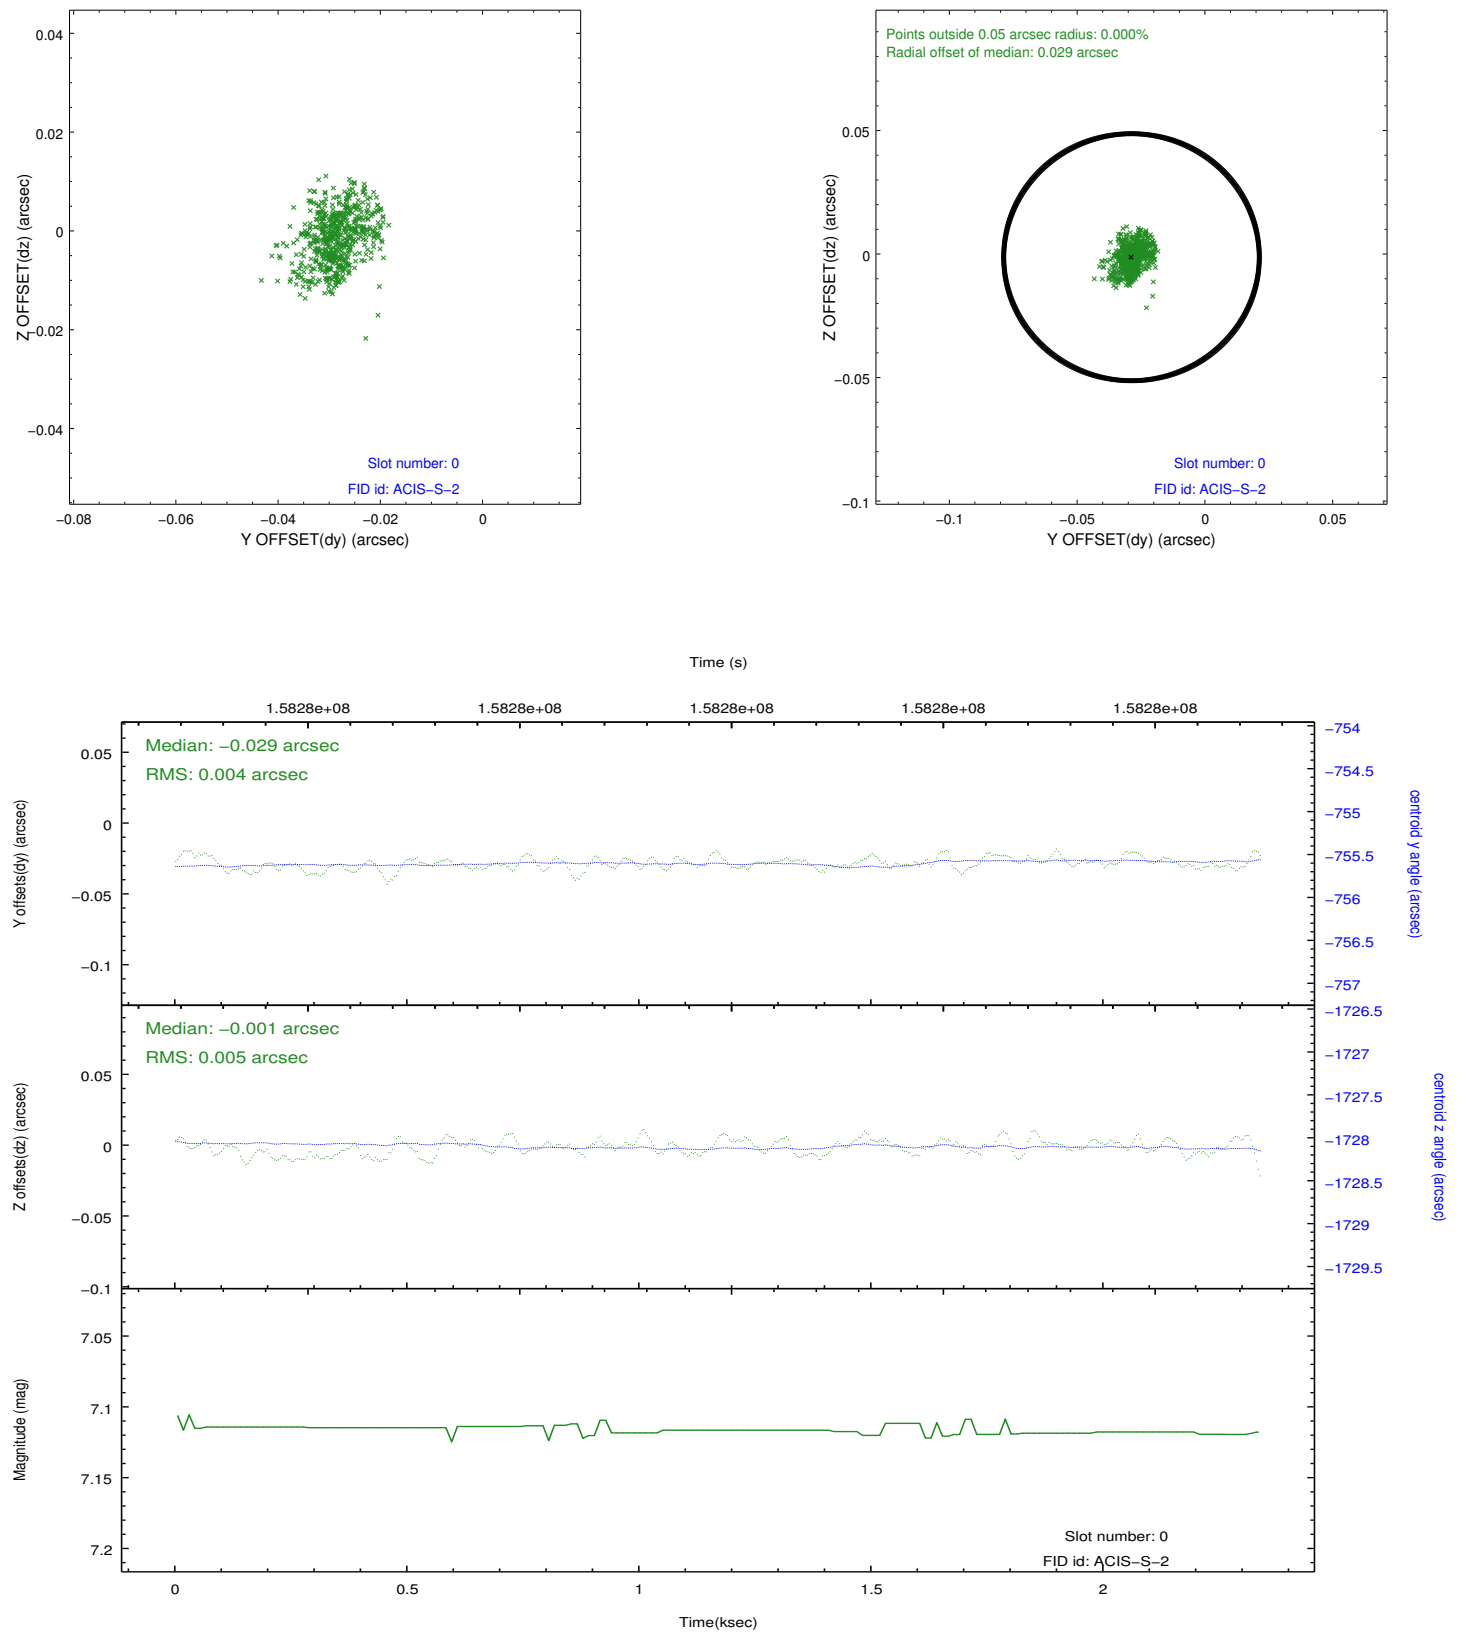 0.04
0.02
0
−0.02
−0.04
Z OFFSET(dz) (arcsec)
Slot number: 0
FID id: ACIS−S−2
−0.08
−0.06
−0.04
−0.02
0
Y OFFSET(dy) (arcsec)
Points outside 0.05 arcsec radius: 0.000%
Radial offset of median: 0.029 arcsec
0.05
0
−0.05
−0.1
Z OFFSET(dz) (arcsec)
Slot number: 0
FID id: ACIS−S−2
−0.1
−0.05
0
0.05
Y OFFSET(dy) (arcsec)
Time (s)
1.5828e+08
1.5828e+08
1.5828e+08
1.5828e+08
1.5828e+08
Median: −0.029 arcsec
RMS: 0.004 arcsec
0.05
0
−0.05
−0.1
Y offsets(dy) (arcsec)
−754
−754.5
−755
−755.5
−756
−756.5
−757
centroid y angle (arcsec)
Median: −0.001 arcsec
RMS: 0.005 arcsec
0.05
0
−0.05
−0.1
Z offsets(dz) (arcsec)
−1726.5
−1727
−1727.5
−1728
−1728.5
−1729
−1729.5
centroid z angle (arcsec)
7.05
7.1
7.15
7.2
Magnitude (mag)
Slot number: 0
FID id: ACIS−S−2
0
0.5
1
1.5
2
Time(ksec)